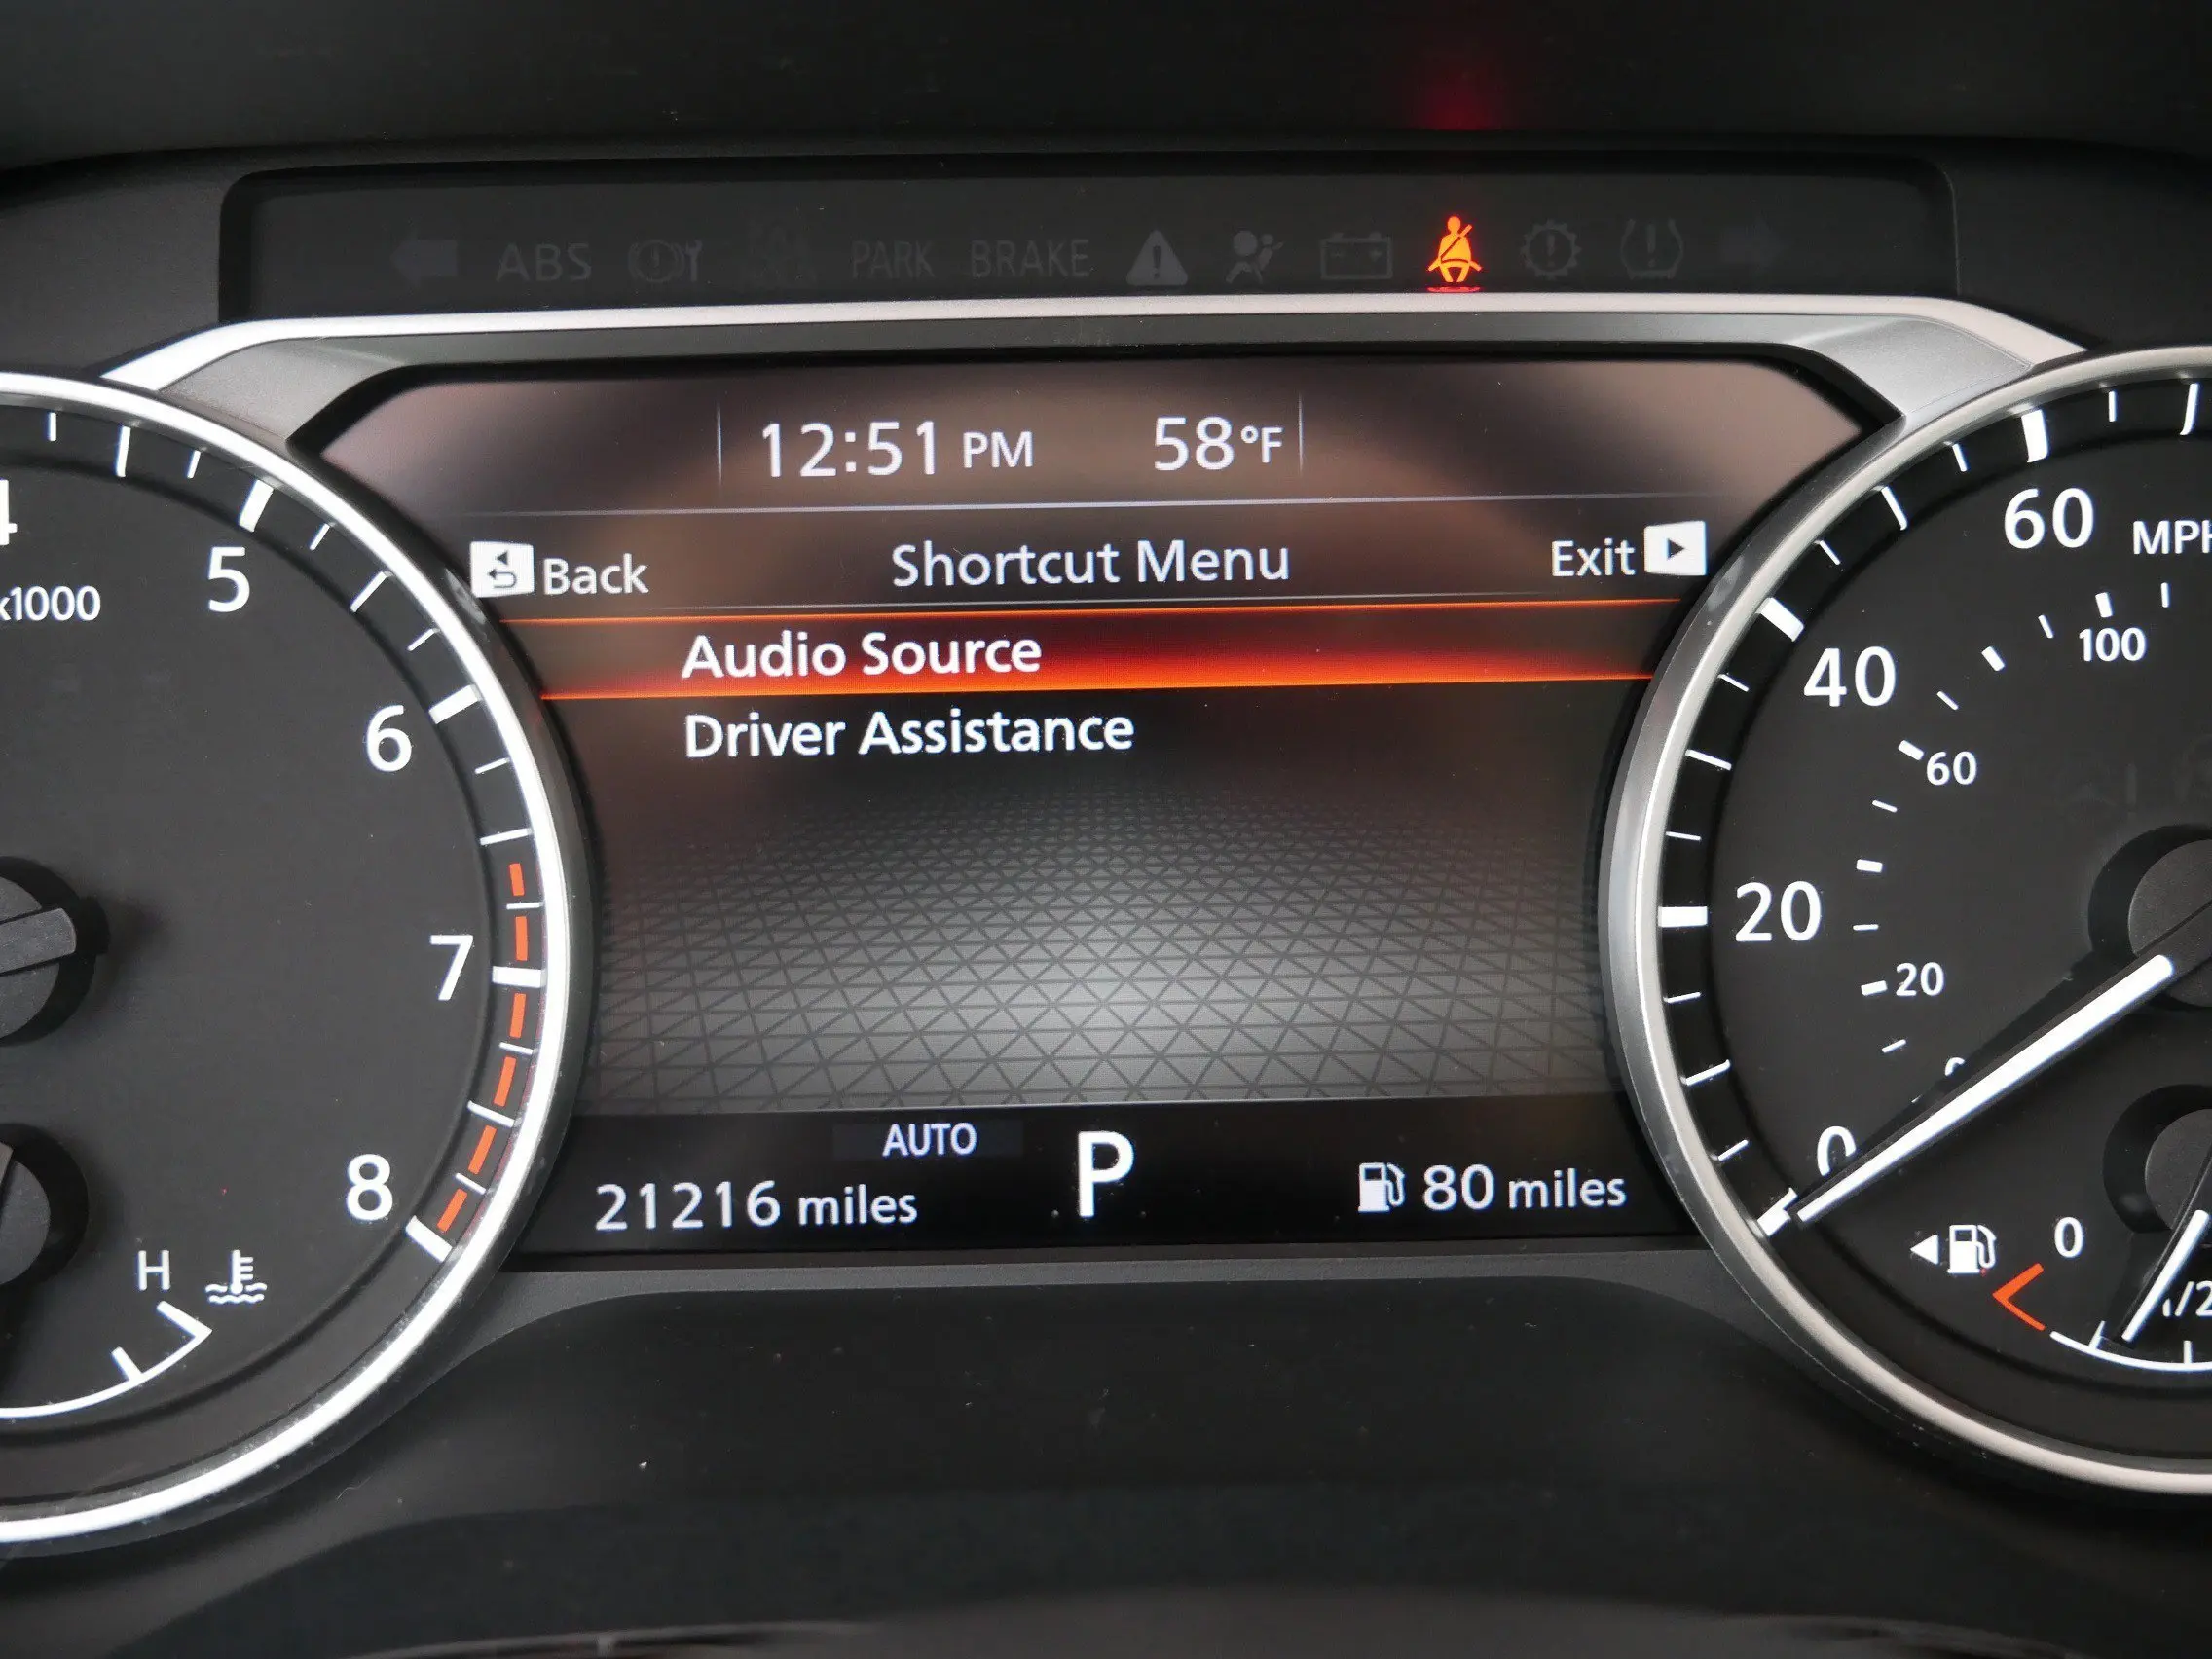 ABS PARK BRAKE
12:51 PM 58°F
Back Shortcut Menu Exit
Audio Source
Driver Assistance
AUTO
21216 miles P 80 miles
x1000
5
6
7
8
H
60
40
20
0
100
60
20
0